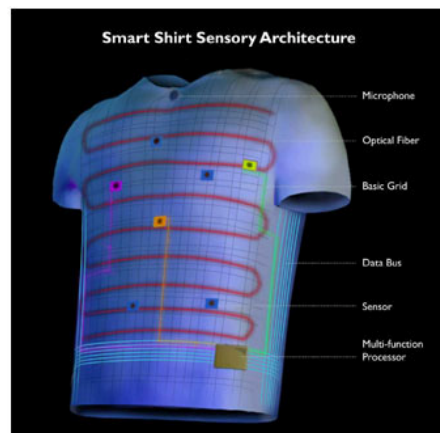 Smart Shirt Sensory Architecture
Microphone
Optical Fiber
Basic Grid
Data Bus
Sensor
Multi-function
Processor